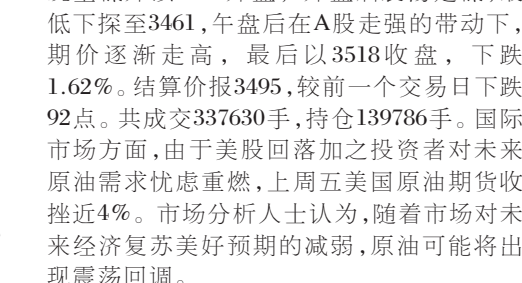 低下探至3461,午盘后在A股走强的带动下,
期价逐渐走高，最后以3518收盘，下跌
1.62%。结算价报3495,较前一个交易日下跌
92点。共成交337630手,持仓139786手。国际
市场方面,由于美股回落加之投资者对未来
原油需求忧虑重燃,上周五美国原油期货收
挫近4%。市场分析人士认为,随着市场对未
来经济复苏美好预期的减弱,原油可能将出
现震荡回调。